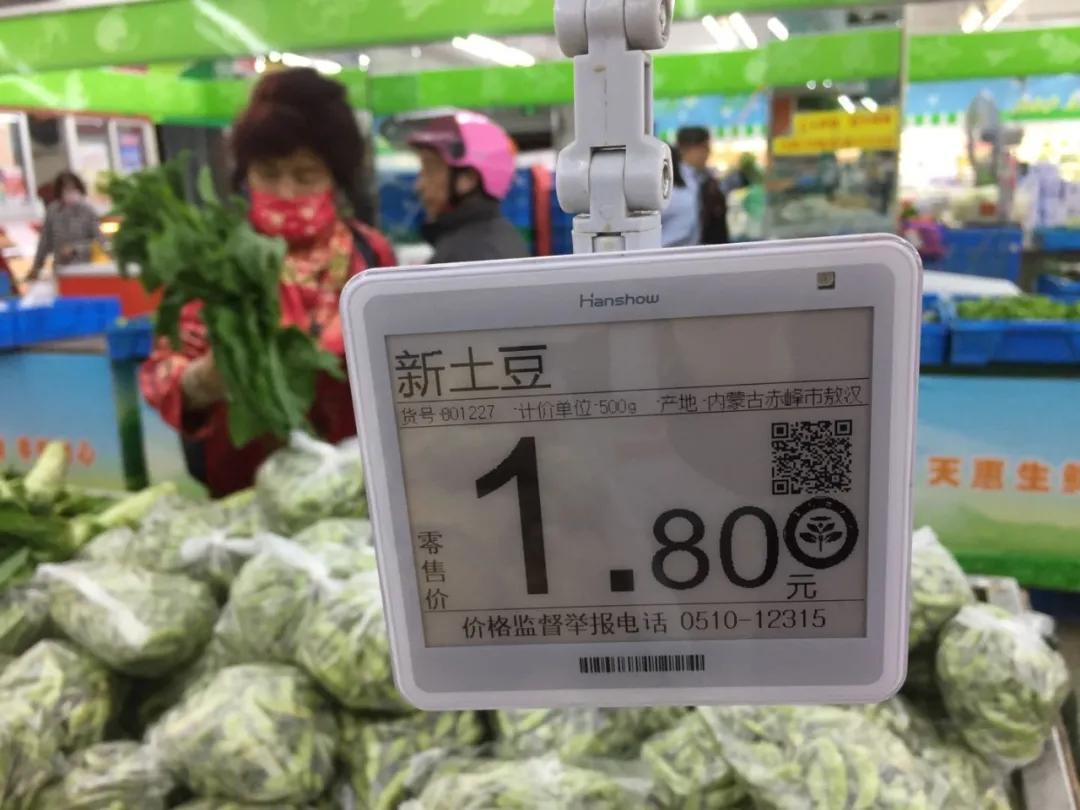 Hanshow
新土豆
货号·801227 ·计价单位·500g ·产地·内蒙古赤峰市敖汉
零售价
1.80
元
价格监督举报电话 0510-12315
天惠生鲜